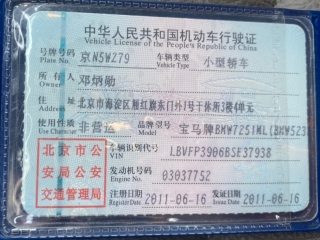 中华人民共和国机动车行驶证
Vehicle License of the People's Republic of China
号牌号码 京N5WZ79 车辆类型 小型轿车
Plate No. Vehicle Type
所有人 邓炳勋
Owner
住址 北京市海淀区厢红旗东门外1号干休所3楼4单元
Address
使用性质 非营运 品牌型号 宝马牌BMW7251ML(BMW523
Use Character Model
北京市公
安局公安
交通管理局
车辆识别代号 LBVFP3906BSE37938
VIN
发动机号码 03037752
Engine No.
注册日期 2011-06-16 发证日期 2011-06-16
Register Date Issue Date